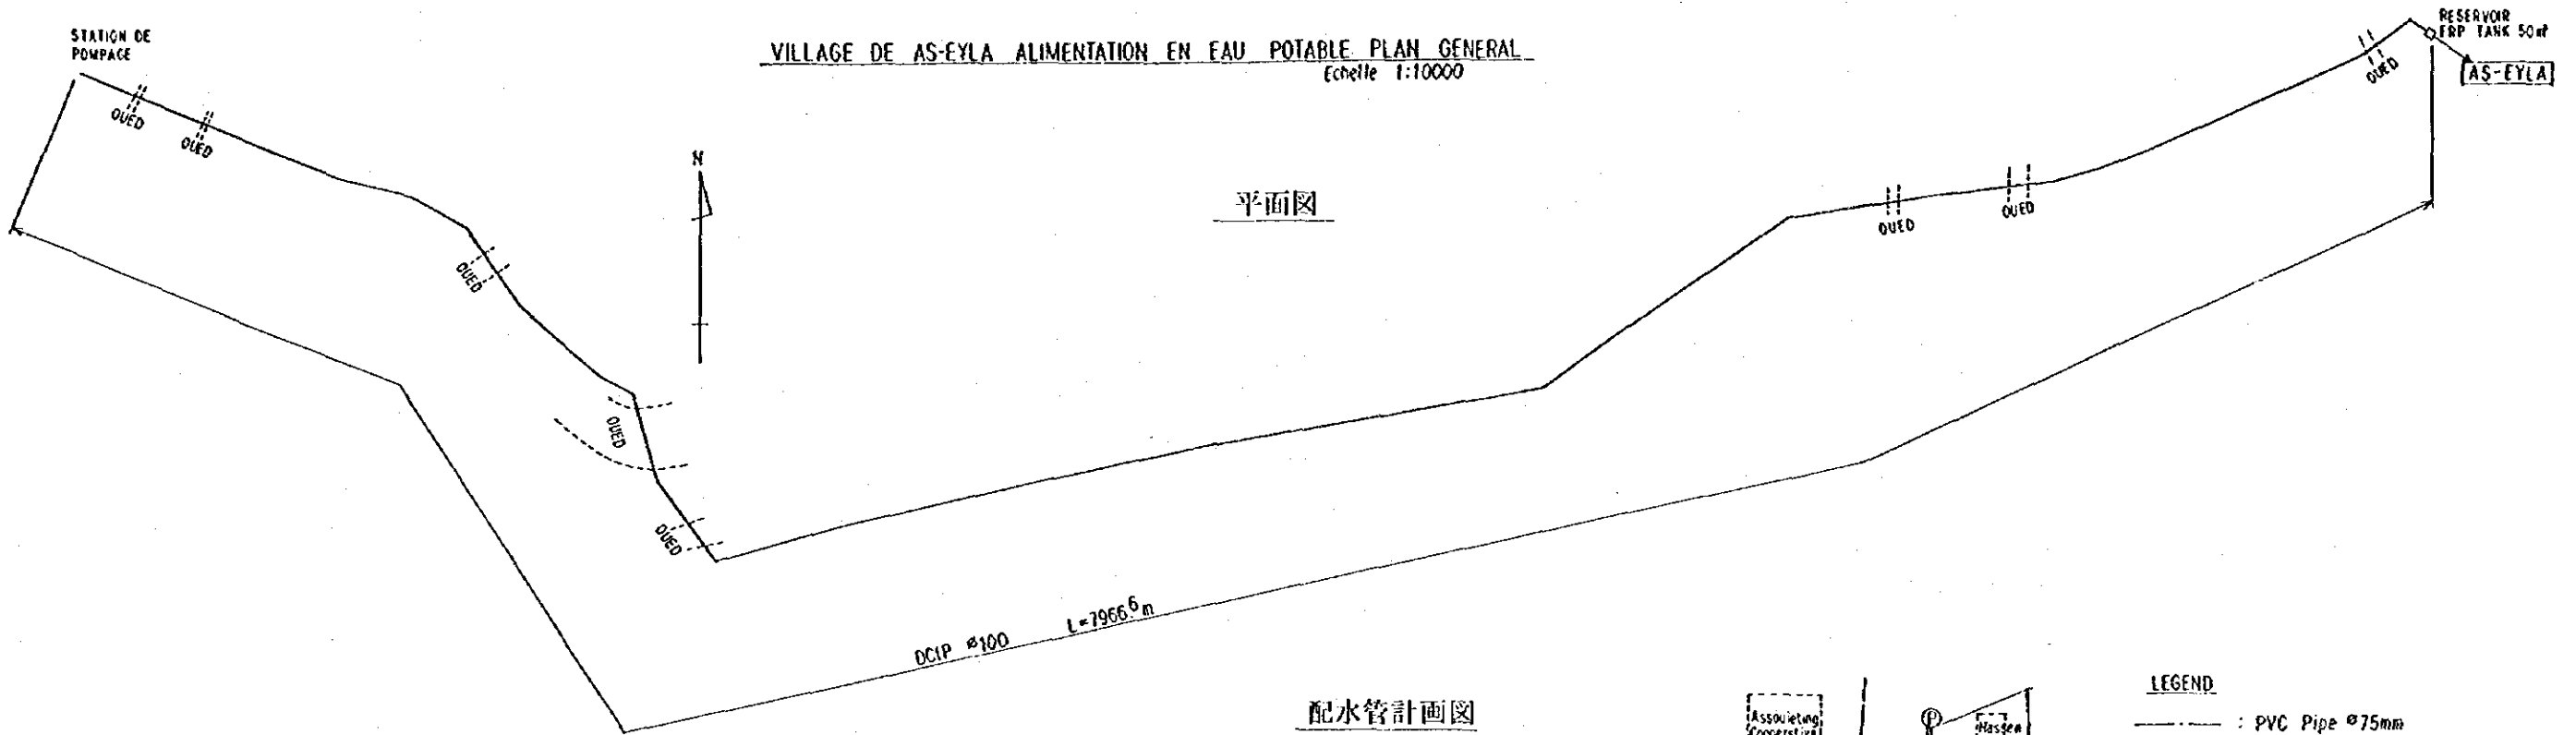 STATION DE
POMPAGE
VILLAGE DE AS-EYLA ALIMENTATION EN EAU POTABLE PLAN GENERAL
Echelle 1:10000
RESERVOIR
FRP TANK 50㎥
AS-EYLA
OUED
OUED
OUED
N
平面図
OUED
OUED
OUED
OUED
OUED
DCIP ø100 L=7966.6m
配水管計画図
P
Hassen
LEGEND
: PVC Pipe ø75mm